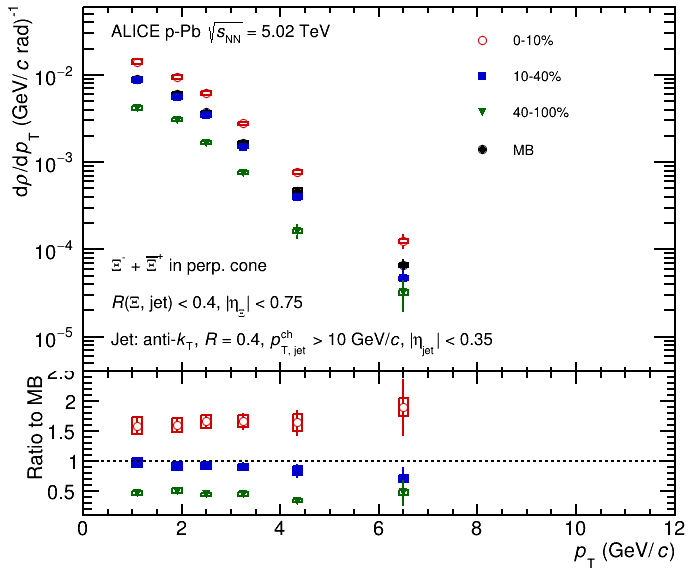 ALICE p-Pb √s_NN = 5.02 TeV
0-10%
10-40%
40-100%
MB
dρ/dp_T (GeV/c rad)^-1
10^-2
10^-3
10^-4
10^-5
Ξ^- + Ξ̅^+ in perp. cone
R(Ξ, jet) < 0.4, |η_Ξ| < 0.75
Jet: anti-k_T, R = 0.4, p_T, jet^ch > 10 GeV/c, |η_jet| < 0.35
Ratio to MB
2.5
2
1.5
1
0.5
0 2 4 6 8 10 12
p_T (GeV/c)